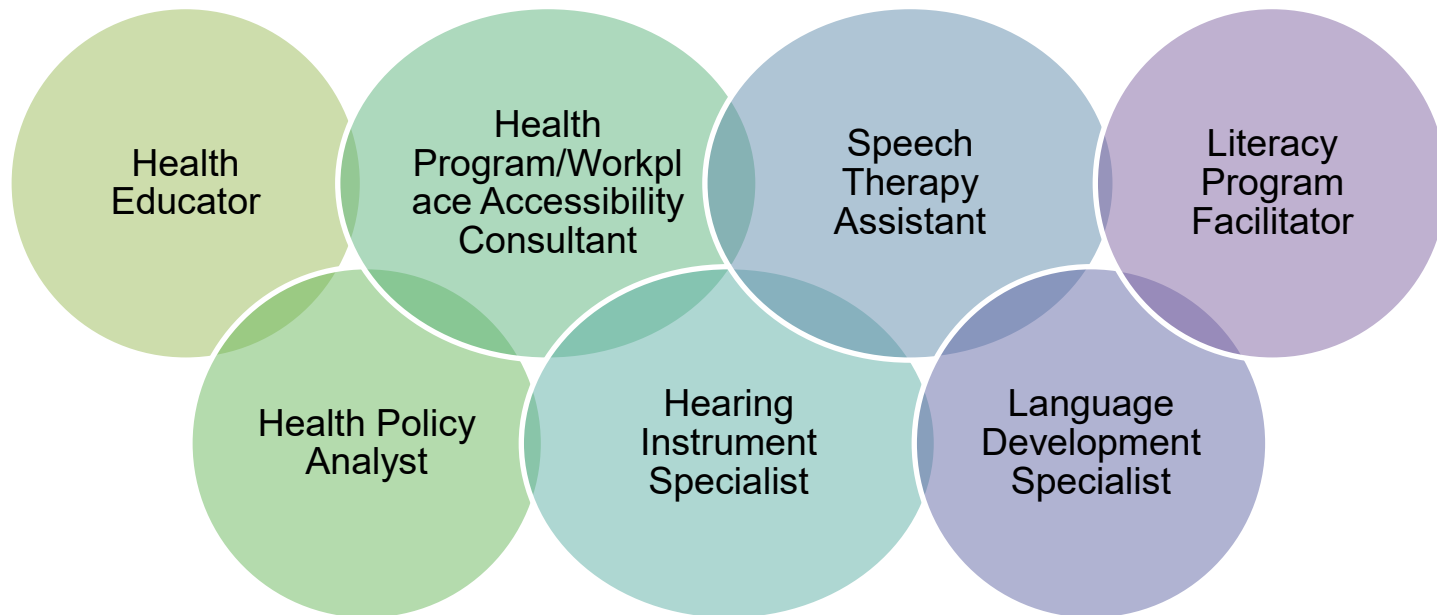 Health
Educator
Health
Program/Workpl
ace Accessibility
Consultant
Speech
Therapy
Assistant
Literacy
Program
Facilitator
Health Policy
Analyst
Hearing
Instrument
Specialist
Language
Development
Specialist